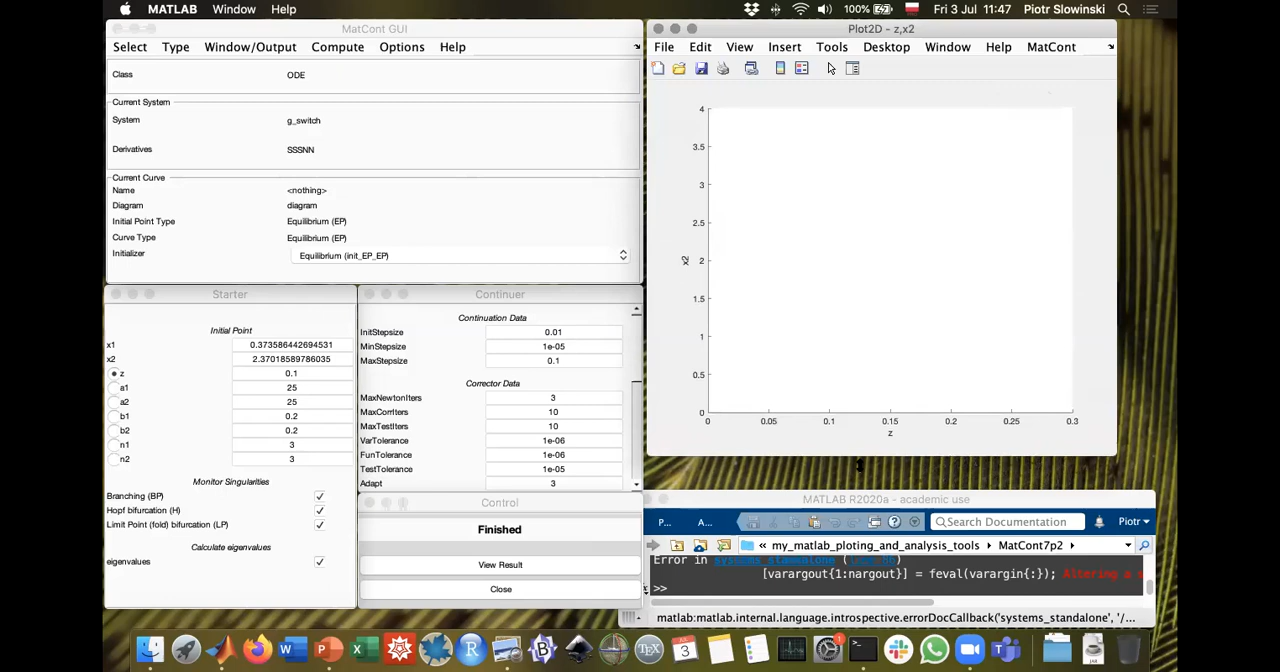 MATLAB Window Help 100% Fri 3 Jul 11:47 Piotr Slowinski
MatCont GUI
Select Type Window/Output Compute Options Help
Class ODE
Current System
System g_switch
Derivatives SSSNN
Current Curve
Name <nothing>
Diagram diagram
Initial Point Type Equilibrium (EP)
Curve Type Equilibrium (EP)
Initializer Equilibrium (init_EP_EP)
Plot2D - z,x2
File Edit View Insert Tools Desktop Window Help MatCont
4
3.5
3
2.5
x2 2
1.5
1
0.5
0
0 0.05 0.1 0.15 0.2 0.25 0.3
z
Starter
Initial Point
x1 0.373586442694531
x2 2.37018589786035
z 0.1
a1 25
a2 25
b1 0.2
b2 0.2
n1 3
n2 3
Monitor Singularities
Branching (BP)
Hopf bifurcation (H)
Limit Point (fold) bifurcation (LP)
Calculate eigenvalues
eigenvalues
Continuer
Continuation Data
InitStepsize 0.01
MinStepsize 1e-05
MaxStepsize 0.1
Corrector Data
MaxNewtonIters 3
MaxCorrIters 10
MaxTestIters 10
VarTolerance 1e-06
FunTolerance 1e-06
TestTolerance 1e-05
Adapt 3
Control
Finished
View Result
Close
MATLAB R2020a - academic use
P... A... Search Documentation Piotr
« my_matlab_ploting_and_analysis_tools MatCont7p2
Error in systems_standalone
[varargout{1:nargout}] = feval(varargin{:}); Altering a s
>>
matlab:matlab.internal.language.introspective.errorDocCallback('systems_standalone', '/...